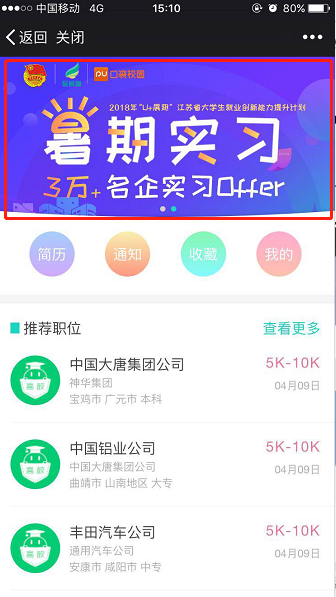 中国移动 4G 15:10 80%
返回 关闭
口袋校园
2018年“U+展翅”江苏省大学生就业创新能力提升计划
暑期实习
3万+名企实习Offer
简历 通知 收藏 我的
推荐职位 查看更多
中国大唐集团公司 5K-10K
神华集团 04月09日
宝鸡市 广元市 本科
中国铝业公司 5K-10K
中国大唐集团公司 04月09日
曲靖市 山南地区 大专
丰田汽车公司 5K-10K
通用汽车公司 04月09日
安康市 咸阳市 中专